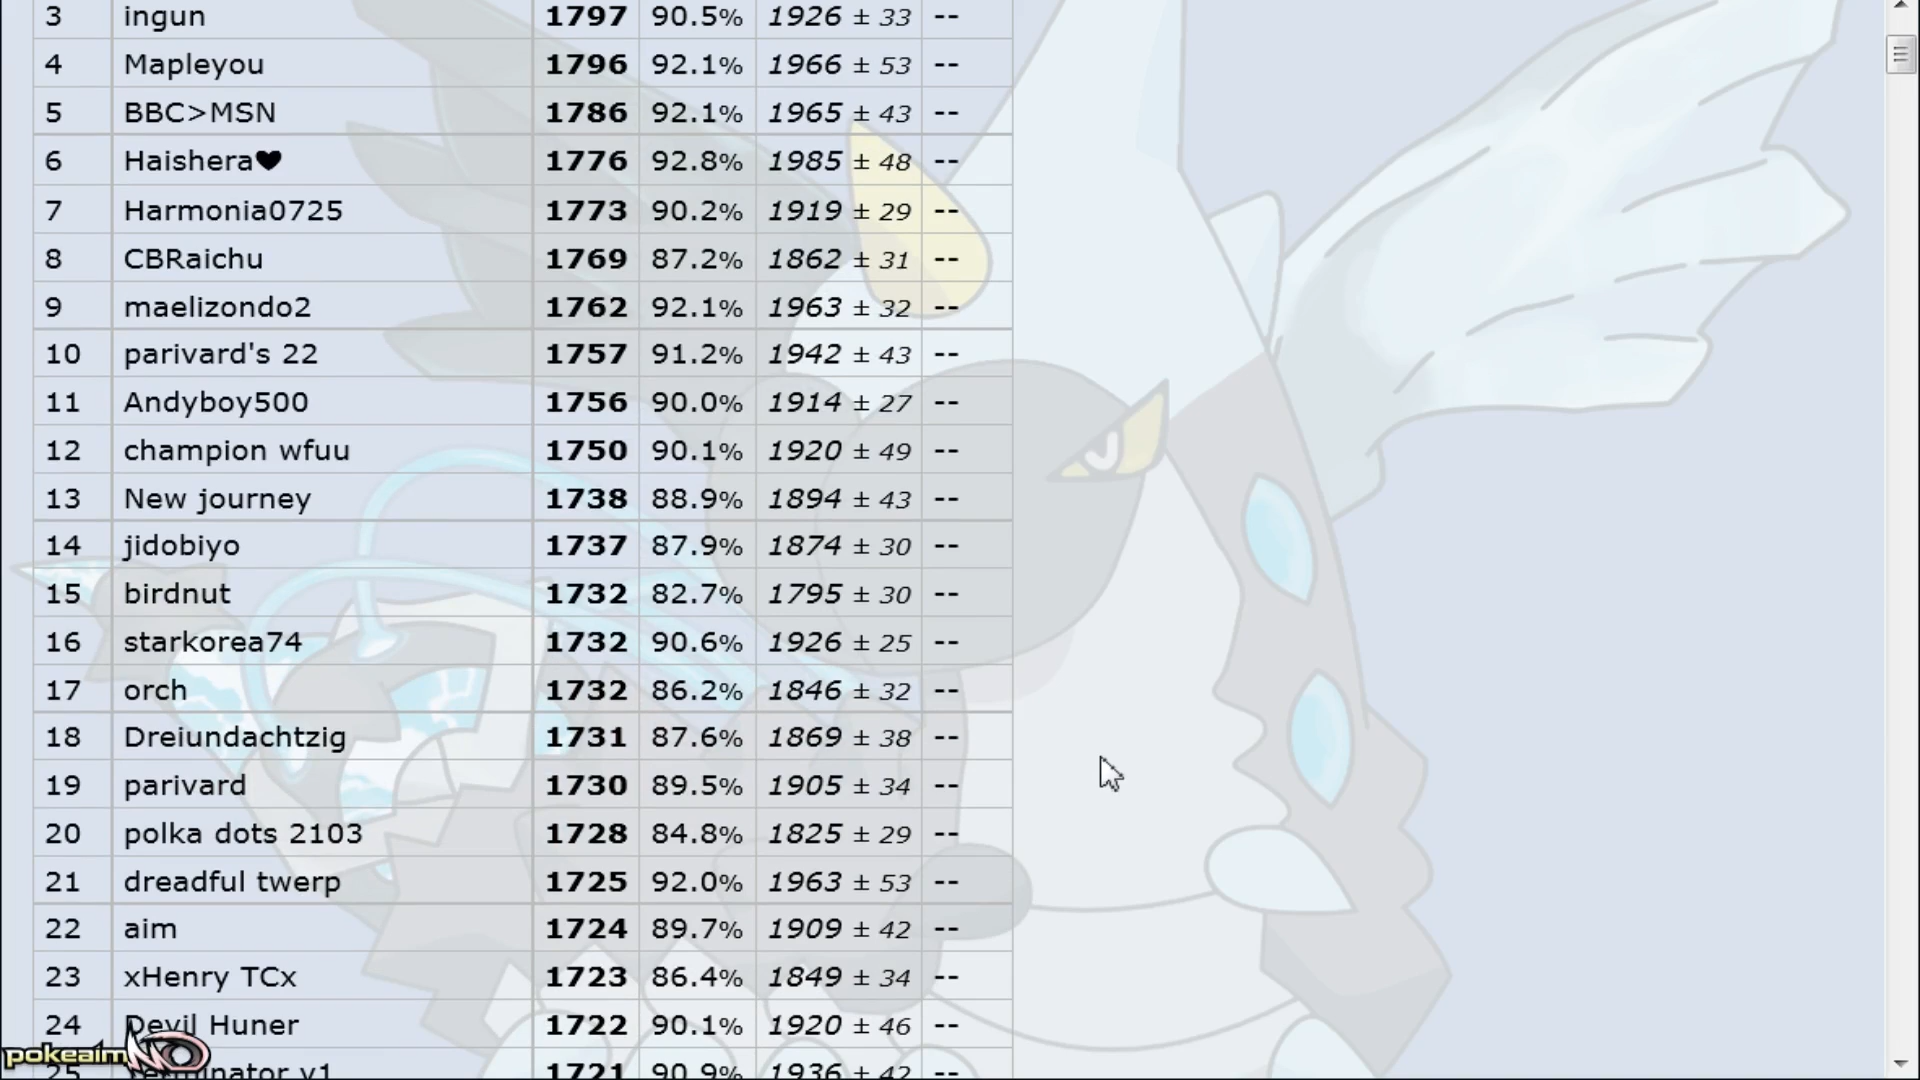 3 ingun 1797 90.5% 1926 ± 33 --
4 Mapleyou 1796 92.1% 1966 ± 53 --
5 BBC>MSN 1786 92.1% 1965 ± 43 --
6 Haishera♥ 1776 92.8% 1985 ± 48 --
7 Harmonia0725 1773 90.2% 1919 ± 29 --
8 CBRaichu 1769 87.2% 1862 ± 31 --
9 maelizondo2 1762 92.1% 1963 ± 32 --
10 parivard's 22 1757 91.2% 1942 ± 43 --
11 Andyboy500 1756 90.0% 1914 ± 27 --
12 champion wfuu 1750 90.1% 1920 ± 49 --
13 New journey 1738 88.9% 1894 ± 43 --
14 jidobiyo 1737 87.9% 1874 ± 30 --
15 birdnut 1732 82.7% 1795 ± 30 --
16 starkorea74 1732 90.6% 1926 ± 25 --
17 orch 1732 86.2% 1846 ± 32 --
18 Dreiundachtzig 1731 87.6% 1869 ± 38 --
19 parivard 1730 89.5% 1905 ± 34 --
20 polka dots 2103 1728 84.8% 1825 ± 29 --
21 dreadful twerp 1725 92.0% 1963 ± 53 --
22 aim 1724 89.7% 1909 ± 42 --
23 xHenry TCx 1723 86.4% 1849 ± 34 --
24 Devil Huner 1722 90.1% 1920 ± 46 --
25 1721 90.9% 1936 ± 42 --
pokeaim